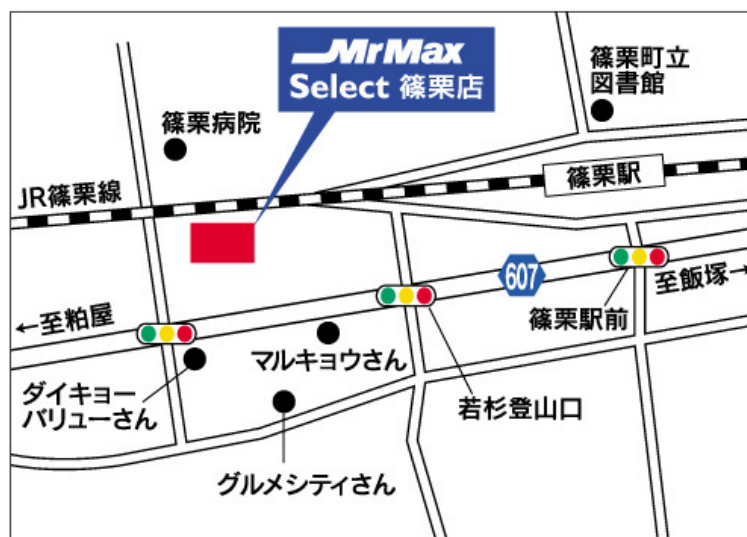 MrMax
Select 篠栗店
篠栗町立
図書館
篠栗病院
JR篠栗線
篠栗駅
607
至飯塚→
←至粕屋
篠栗駅前
マルキョウさん
ダイキョー
バリューさん
若杉登山口
グルメシティさん